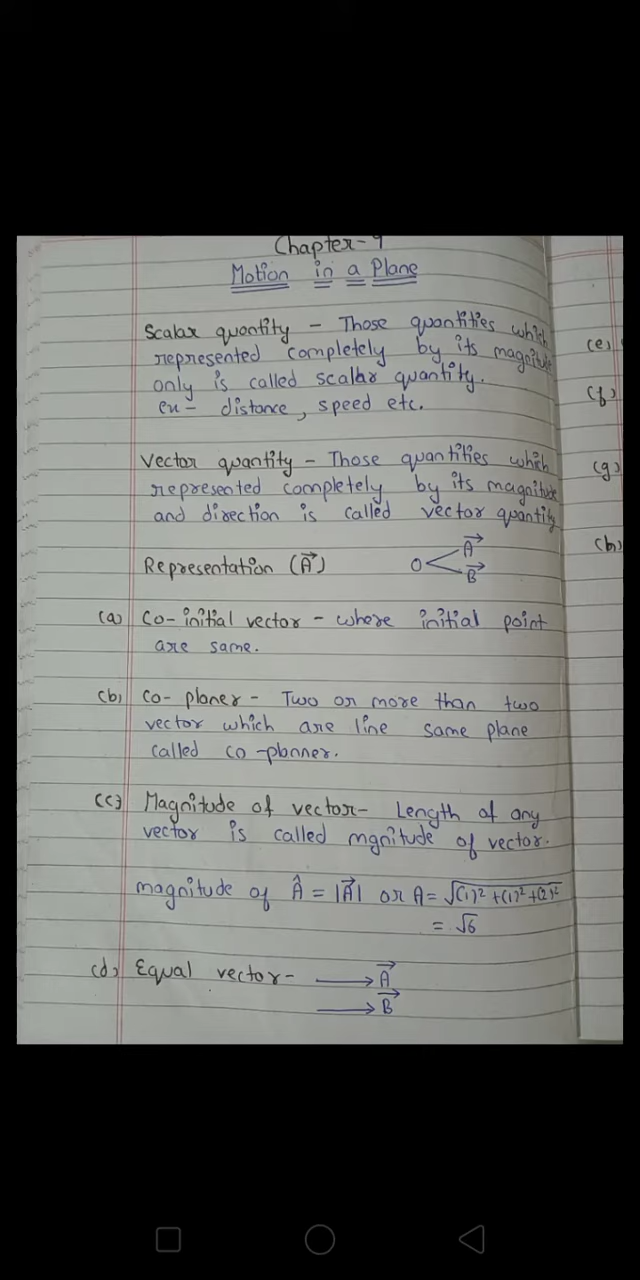 Chapter-4
Motion in a Plane
Scalar quantity - Those quantities which
represented completely by its magnitude
only is called scalar quantity.
ex- distance, speed etc.
Vector quantity - Those quantities which
represented completely by its magnitude
and direction is called vector quantity
Representation (A⃗)
O A⃗
B⃗
(a) Co-initial vector - where initial point
are same.
(b) Co-planer - Two or more than two
vector which are line same plane
called co-planner.
(c) Magnitude of vector- Length of any
vector is called mgnitude of vector.
magnitude of Â = |A⃗| or A = √(1)² + (1)² + (2)²
= √6
(d) Equal vector- A⃗
B⃗
(e)
(f)
(g)
(h)